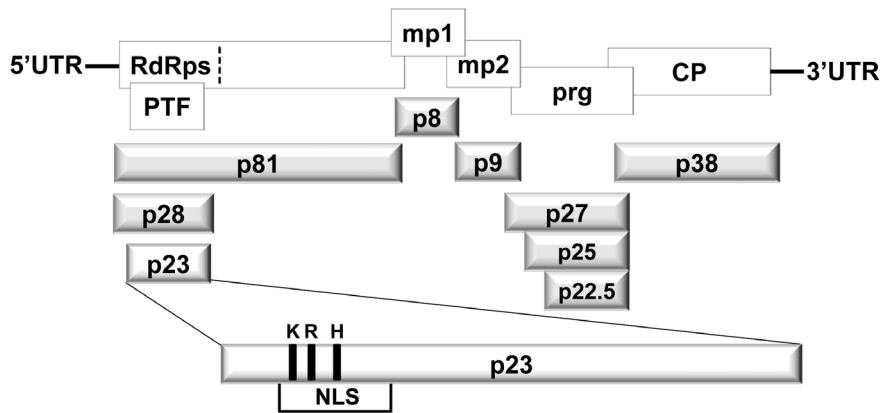 mp1
5'UTR RdRps mp2 CP 3'UTR
PTF prg
p8
p81 p9 p38
p28 p27
p23 p25
p22.5
K R H
p23
NLS